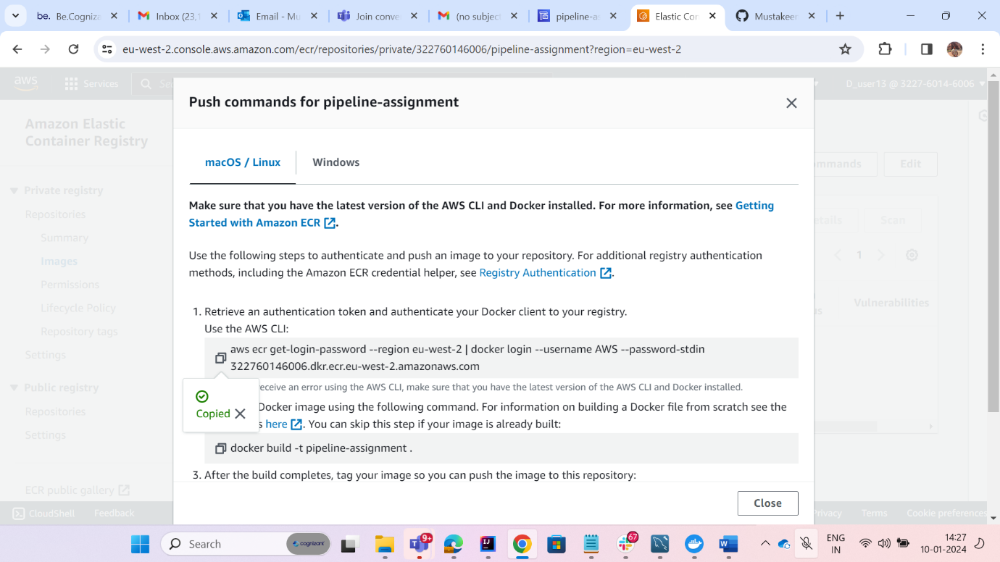 be. Be.Cogniza
Inbox (23,1
Email - Mu
Join conve
(no subject
pipeline-as
Elastic Con
Mustakeer
eu-west-2.console.aws.amazon.com/ecr/repositories/private/322760146006/pipeline-assignment?region=eu-west-2
aws
Services
D_user13 @ 3227-6014-6006
Push commands for pipeline-assignment
Amazon Elastic
Container Registry
macOS / Linux
Windows
mmands
Edit
Private registry
Repositories
Summary
Images
Permissions
Lifecycle Policy
Repository tags
Settings
Public registry
Repositories
Settings
ECR public gallery
Make sure that you have the latest version of the AWS CLI and Docker installed. For more information, see Getting
Started with Amazon ECR.
Use the following steps to authenticate and push an image to your repository. For additional registry authentication
methods, including the Amazon ECR credential helper, see Registry Authentication.
1. Retrieve an authentication token and authenticate your Docker client to your registry.
Use the AWS CLI:
aws ecr get-login-password --region eu-west-2 | docker login --username AWS --password-stdin
322760146006.dkr.ecr.eu-west-2.amazonaws.com
eceive an error using the AWS CLI, make sure that you have the latest version of the AWS CLI and Docker installed.
Copied
Docker image using the following command. For information on building a Docker file from scratch see the
s here. You can skip this step if your image is already built:
docker build -t pipeline-assignment .
3. After the build completes, tag your image so you can push the image to this repository:
etails
Scan
1
Vulnerabilities
us
Close
CloudShell
Feedback
Privacy
Terms
Cookie preferences
Search
cognizant
9+
67
ENG
IN
14:27
10-01-2024